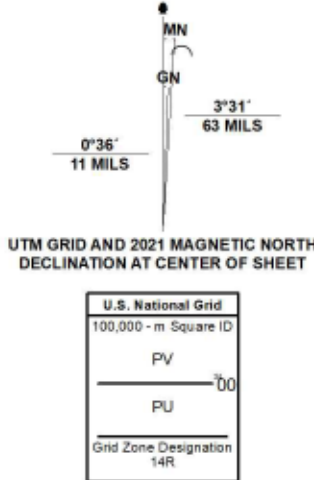 MN
GN
3°31´
63 MILS
0°36´
11 MILS
UTM GRID AND 2021 MAGNETIC NORTH
DECLINATION AT CENTER OF SHEET
U.S. National Grid
100,000 - m Square ID
PV
00
PU
Grid Zone Designation
14R